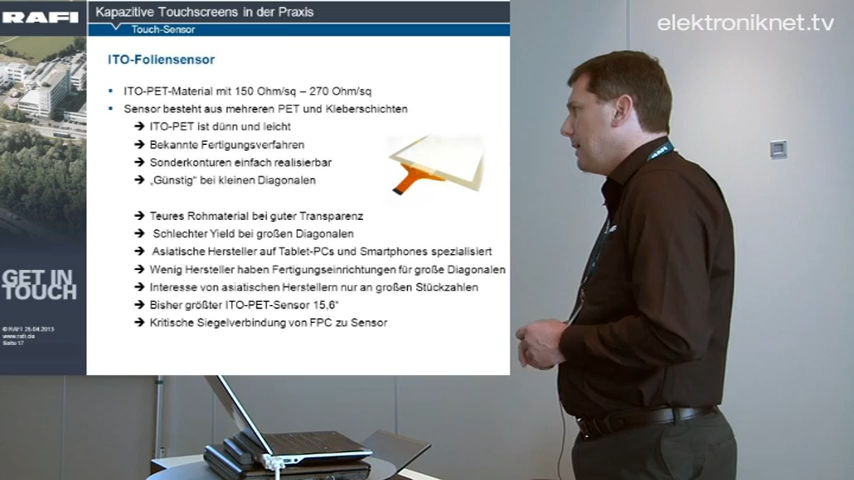 RAFI
Kapazitive Touchscreens in der Praxis
Touch-Sensor
elektroniknet.tv
ITO-Foliensensor
ITO-PET-Material mit 150 Ohm/sq – 270 Ohm/sq
Sensor besteht aus mehreren PET und Kleberschichten
→ ITO-PET ist dünn und leicht
→ Bekannte Fertigungsverfahren
→ Sonderkonturen einfach realisierbar
→ „Günstig“ bei kleinen Diagonalen
→ Teures Rohmaterial bei guter Transparenz
→ Schlechter Yield bei großen Diagonalen
→ Asiatische Hersteller auf Tablet-PCs und Smartphones spezialisiert
→ Wenig Hersteller haben Fertigungseinrichtungen für große Diagonalen
→ Interesse von asiatischen Herstellern nur an großen Stückzahlen
→ Bisher größter ITO-PET-Sensor 15,6“
→ Kritische Siegelverbindung von FPC zu Sensor
GET IN
TOUCH
© RAFI 25.04.2013
www.rafi.de
Seite 17
RAFI